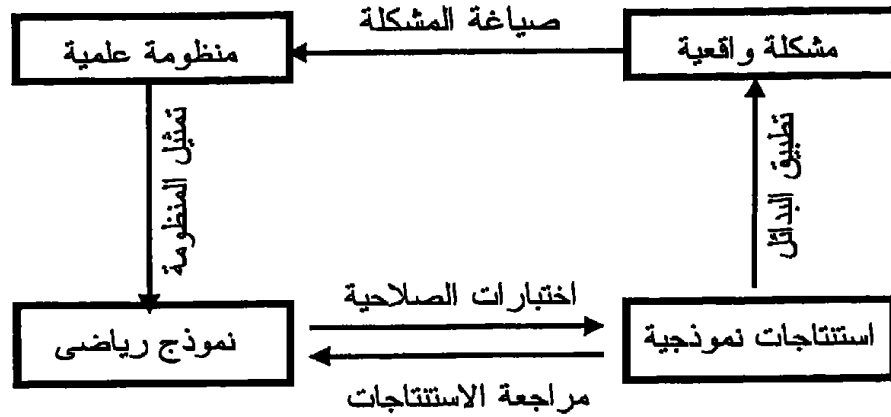 صياغة المشكلة
مشكلة واقعية
منظومة علمية
تمثيل المنظومة
تطبيق البدائل
اختبارات الصلاحية
استنتاجات نموذجية
نموذج رياضى
مراجعة الاستنتاجات